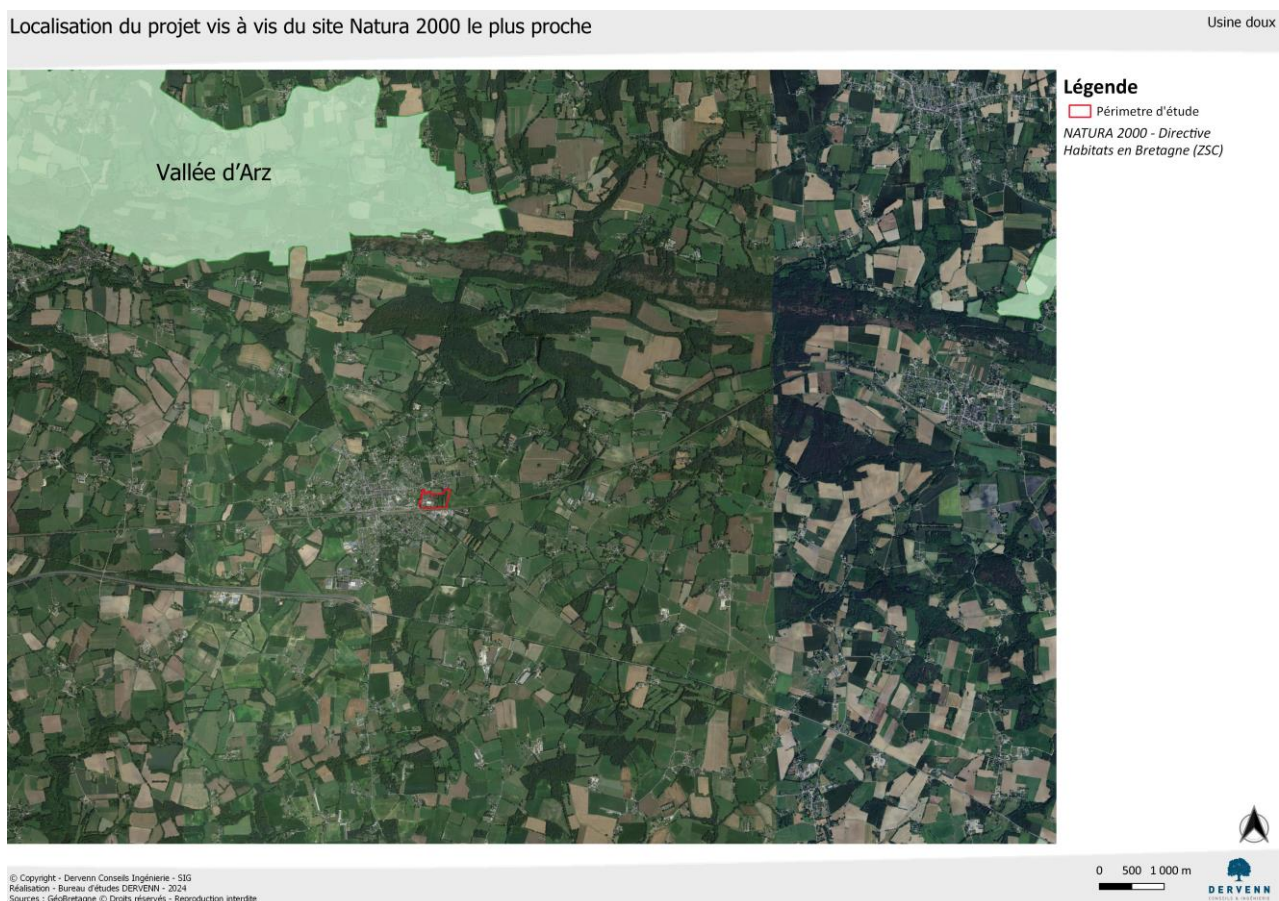 Localisation du projet vis à vis du site Natura 2000 le plus proche
Usine doux
Vallée d'Arz
Légende
Périmetre d'étude
NATURA 2000 - Directive
Habitats en Bretagne (ZSC)
© Copyright - Dervenn Conseils Ingénierie - SIG
Réalisation - Bureau d'études DERVENN - 2024
Sources : GéoBretagne © Droits réservés - Reproduction interdite
0 500 1 000 m
DERVENN
CONSEILS & INGÉNIERIE